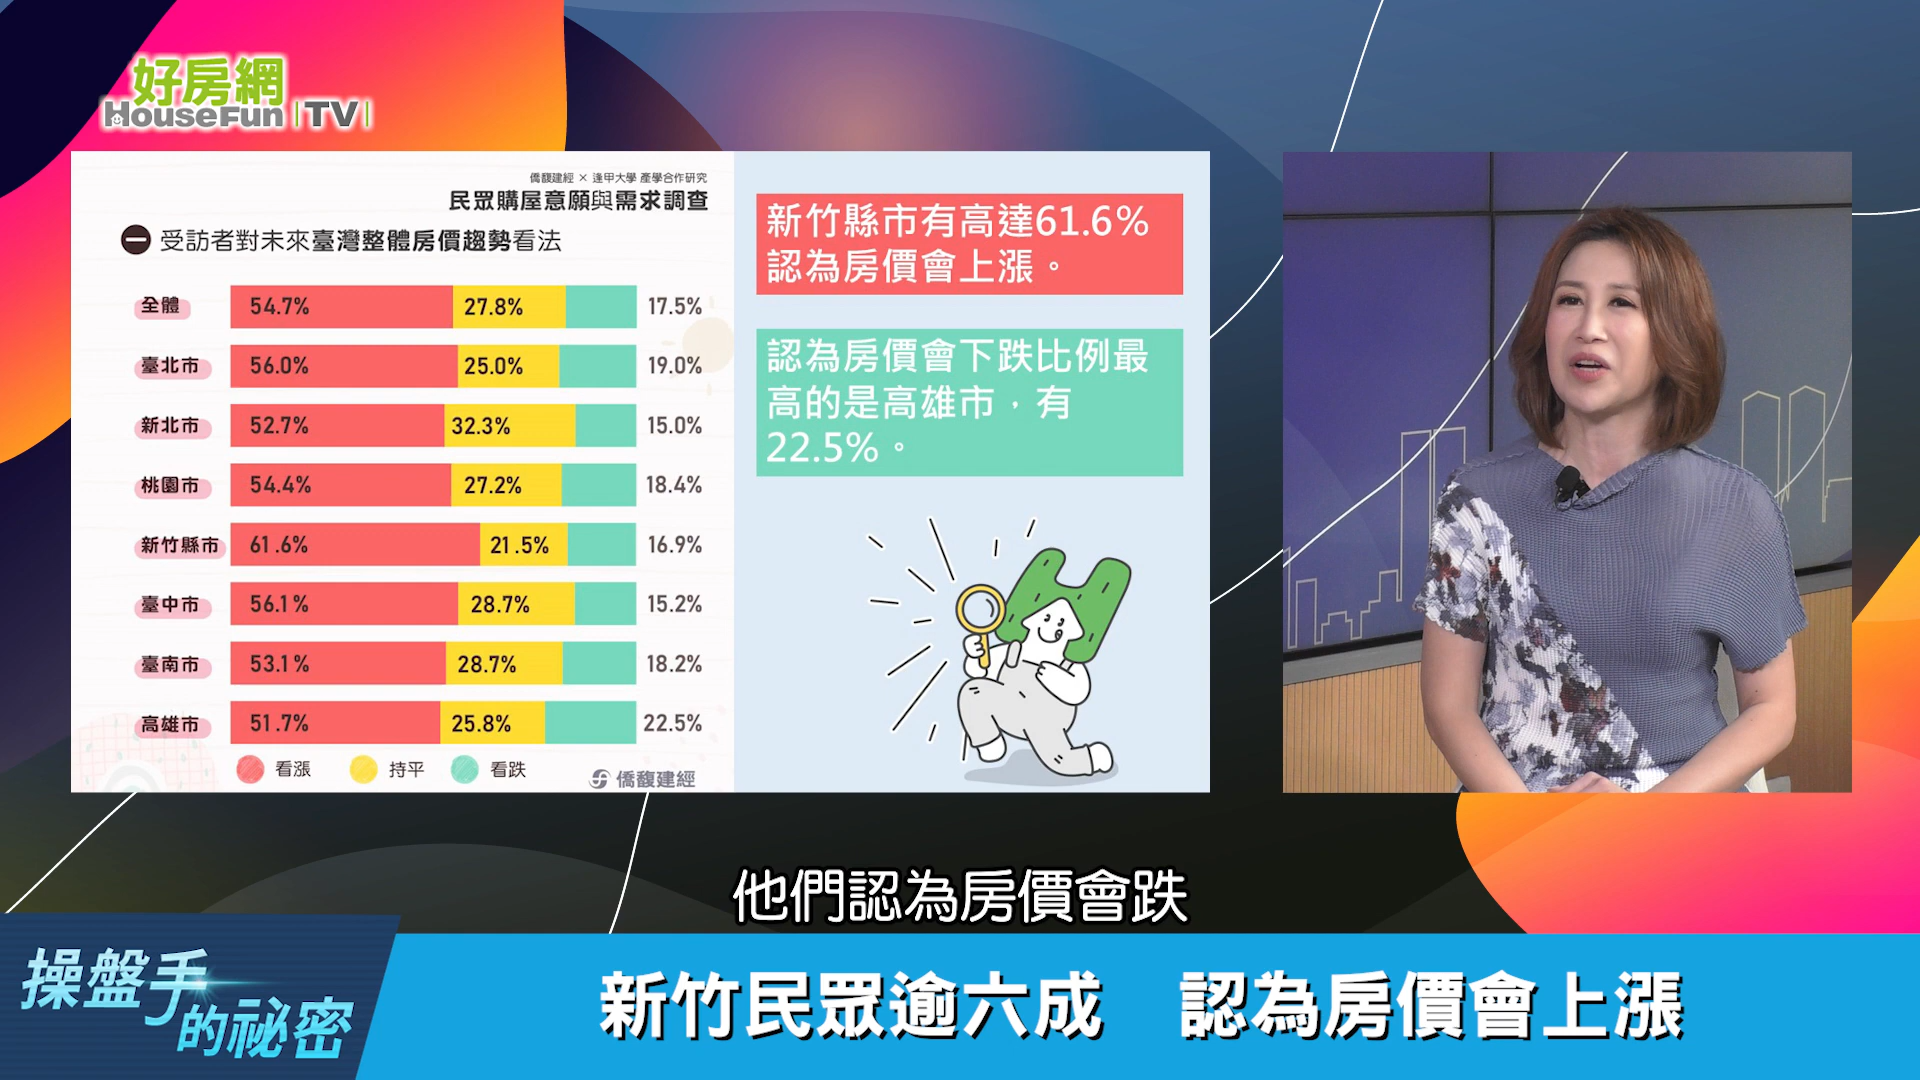 好房網
HouseFun TV
僑馥建經 × 逢甲大學 產學合作研究
民眾購屋意願與需求調查
受訪者對未來臺灣整體房價趨勢看法
全體 54.7% 27.8% 17.5%
臺北市 56.0% 25.0% 19.0%
新北市 52.7% 32.3% 15.0%
桃園市 54.4% 27.2% 18.4%
新竹縣市 61.6% 21.5% 16.9%
臺中市 56.1% 28.7% 15.2%
臺南市 53.1% 28.7% 18.2%
高雄市 51.7% 25.8% 22.5%
看漲 持平 看跌
僑馥建經
新竹縣市有高達61.6%
認為房價會上漲。
認為房價會下跌比例最
高的是高雄市，有
22.5%。
他們認為房價會跌
操盤手
的祕密
新竹民眾逾六成 認為房價會上漲